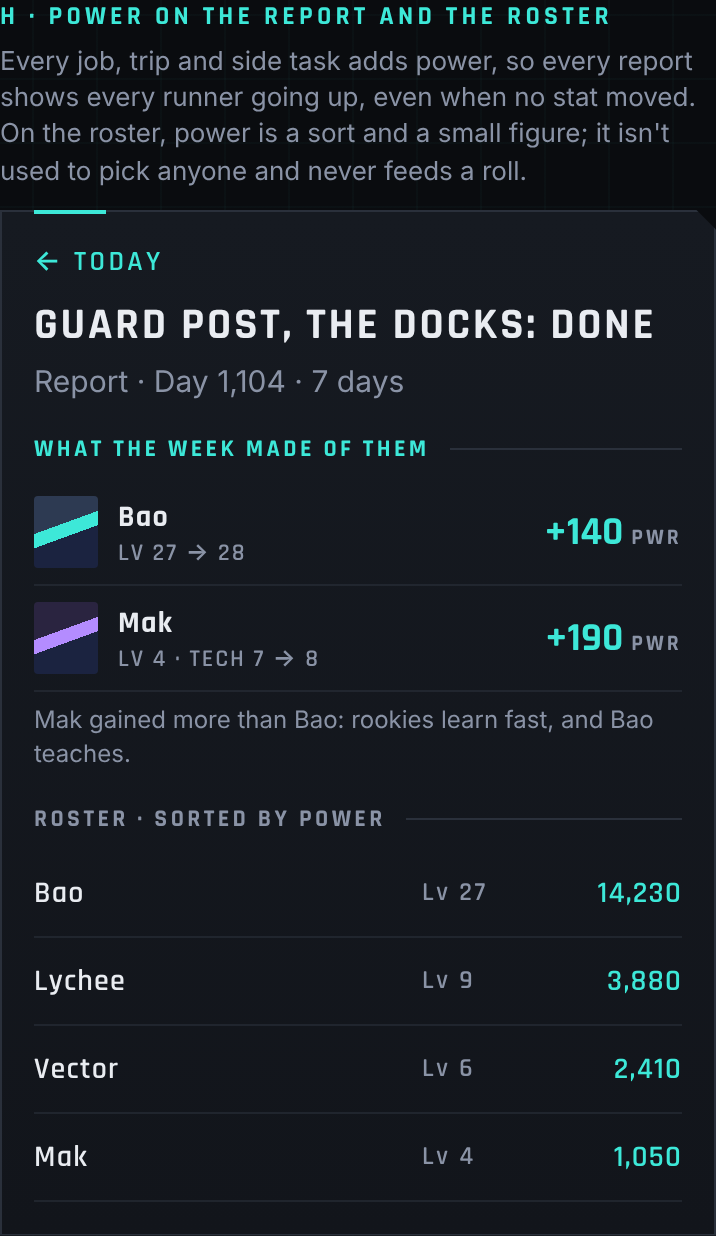 H · POWER ON THE REPORT AND THE ROSTER
Every job, trip and side task adds power, so every report
shows every runner going up, even when no stat moved.
On the roster, power is a sort and a small figure; it isn't
used to pick anyone and never feeds a roll.
← TODAY
GUARD POST, THE DOCKS: DONE
Report · Day 1,104 · 7 days
WHAT THE WEEK MADE OF THEM
Bao
LV 27 → 28
+140 PWR
Mak
LV 4 · TECH 7 → 8
+190 PWR
Mak gained more than Bao: rookies learn fast, and Bao
teaches.
ROSTER · SORTED BY POWER
Bao Lv 27 14,230
Lychee Lv 9 3,880
Vector Lv 6 2,410
Mak Lv 4 1,050